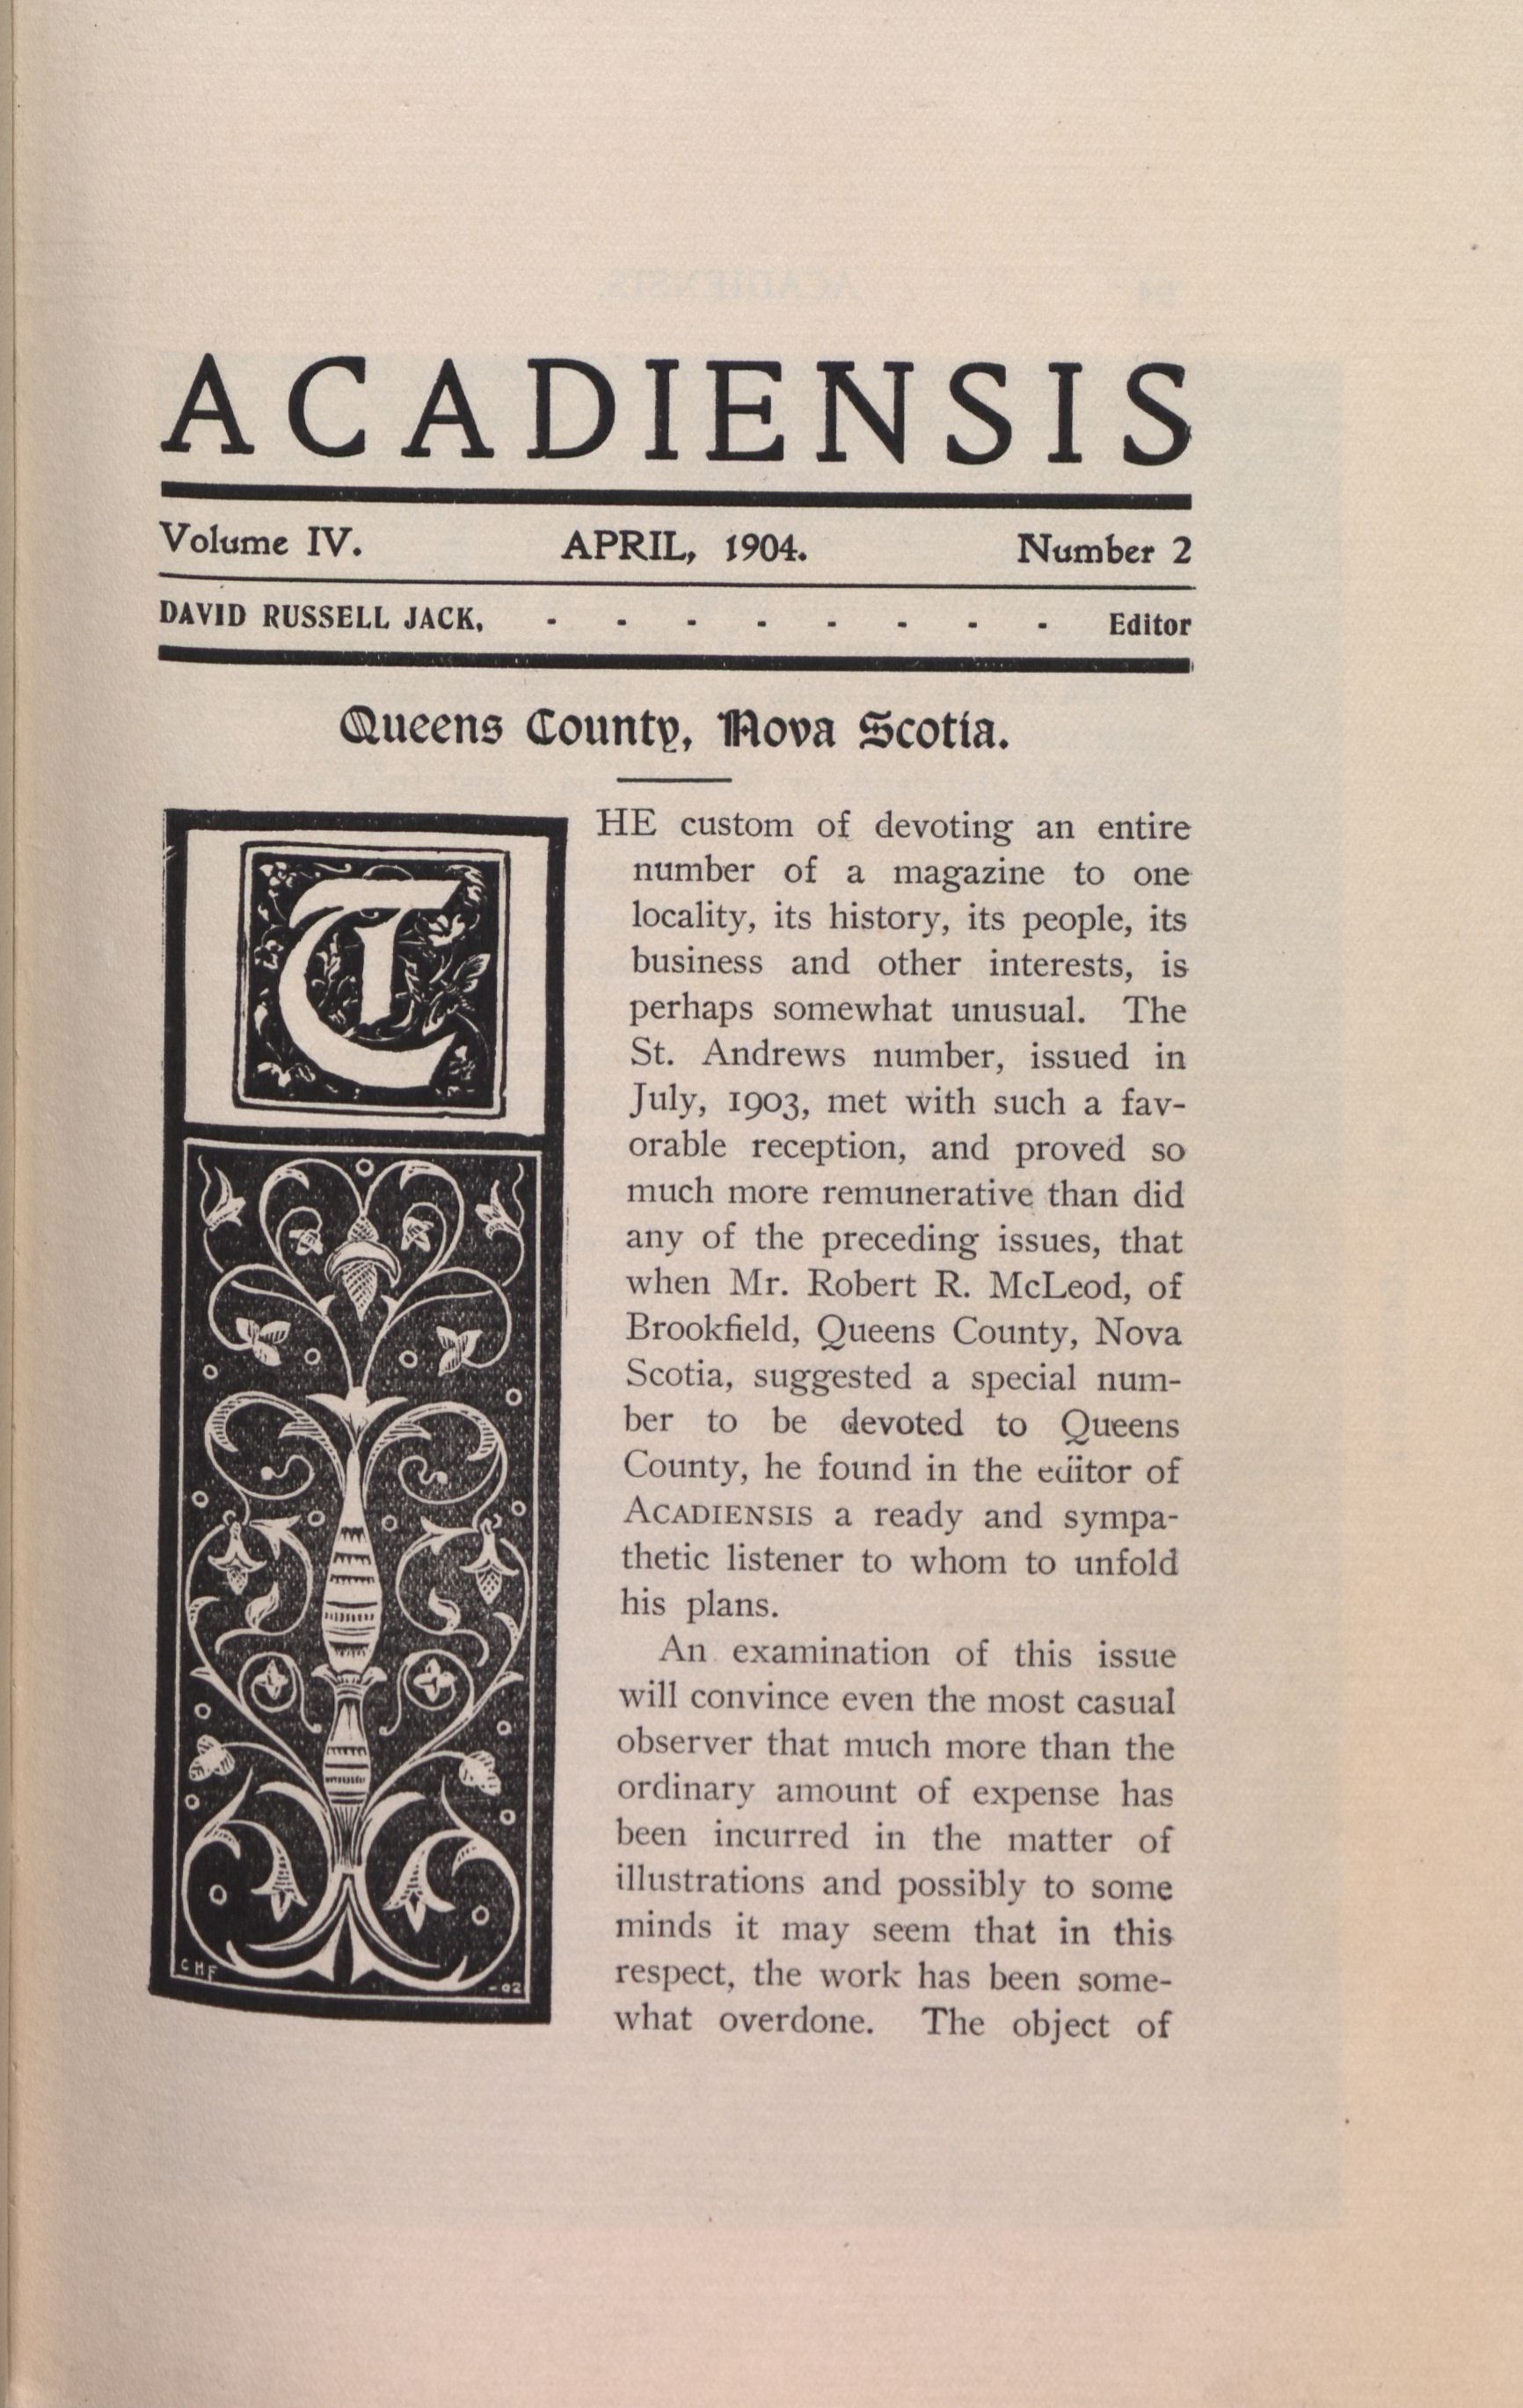 ACADIENSIS
Volume IV. APRIL, 1904. Number 2
DAVID RUSSELL JACK, - - - - - - - - Editor
Queens County, Nova Scotia.
THE custom of devoting an entire
number of a magazine to one
locality, its history, its people, its
business and other interests, is
perhaps somewhat unusual. The
St. Andrews number, issued in
July, 1903, met with such a fav-
orable reception, and proved so
much more remunerative than did
any of the preceding issues, that
when Mr. Robert R. McLeod, of
Brookfield, Queens County, Nova
Scotia, suggested a special num-
ber to be devoted to Queens
County, he found in the editor of
ACADIENSIS a ready and sympa-
thetic listener to whom to unfold
his plans.
An examination of this issue
will convince even the most casual
observer that much more than the
ordinary amount of expense has
been incurred in the matter of
illustrations and possibly to some
minds it may seem that in this
respect, the work has been some-
what overdone. The object of
CHF -02